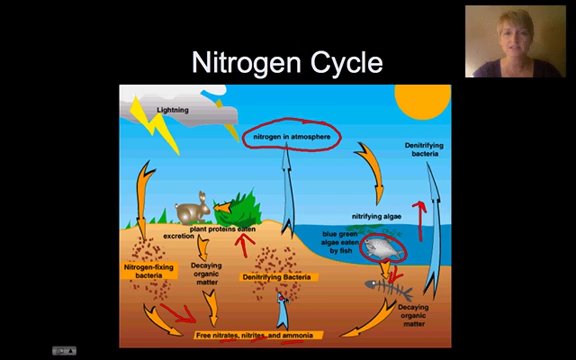 Nitrogen Cycle
Lightning
nitrogen in atmosphere
Denitrifying
bacteria
nitrifying algae
plant proteins eaten
excretion
blue green
algae eaten
by fish
Nitrogen-fixing
bacteria
Decaying
organic
matter
Denitrifying Bacteria
Decaying
organic
matter
Free nitrates, nitrites, and ammonia